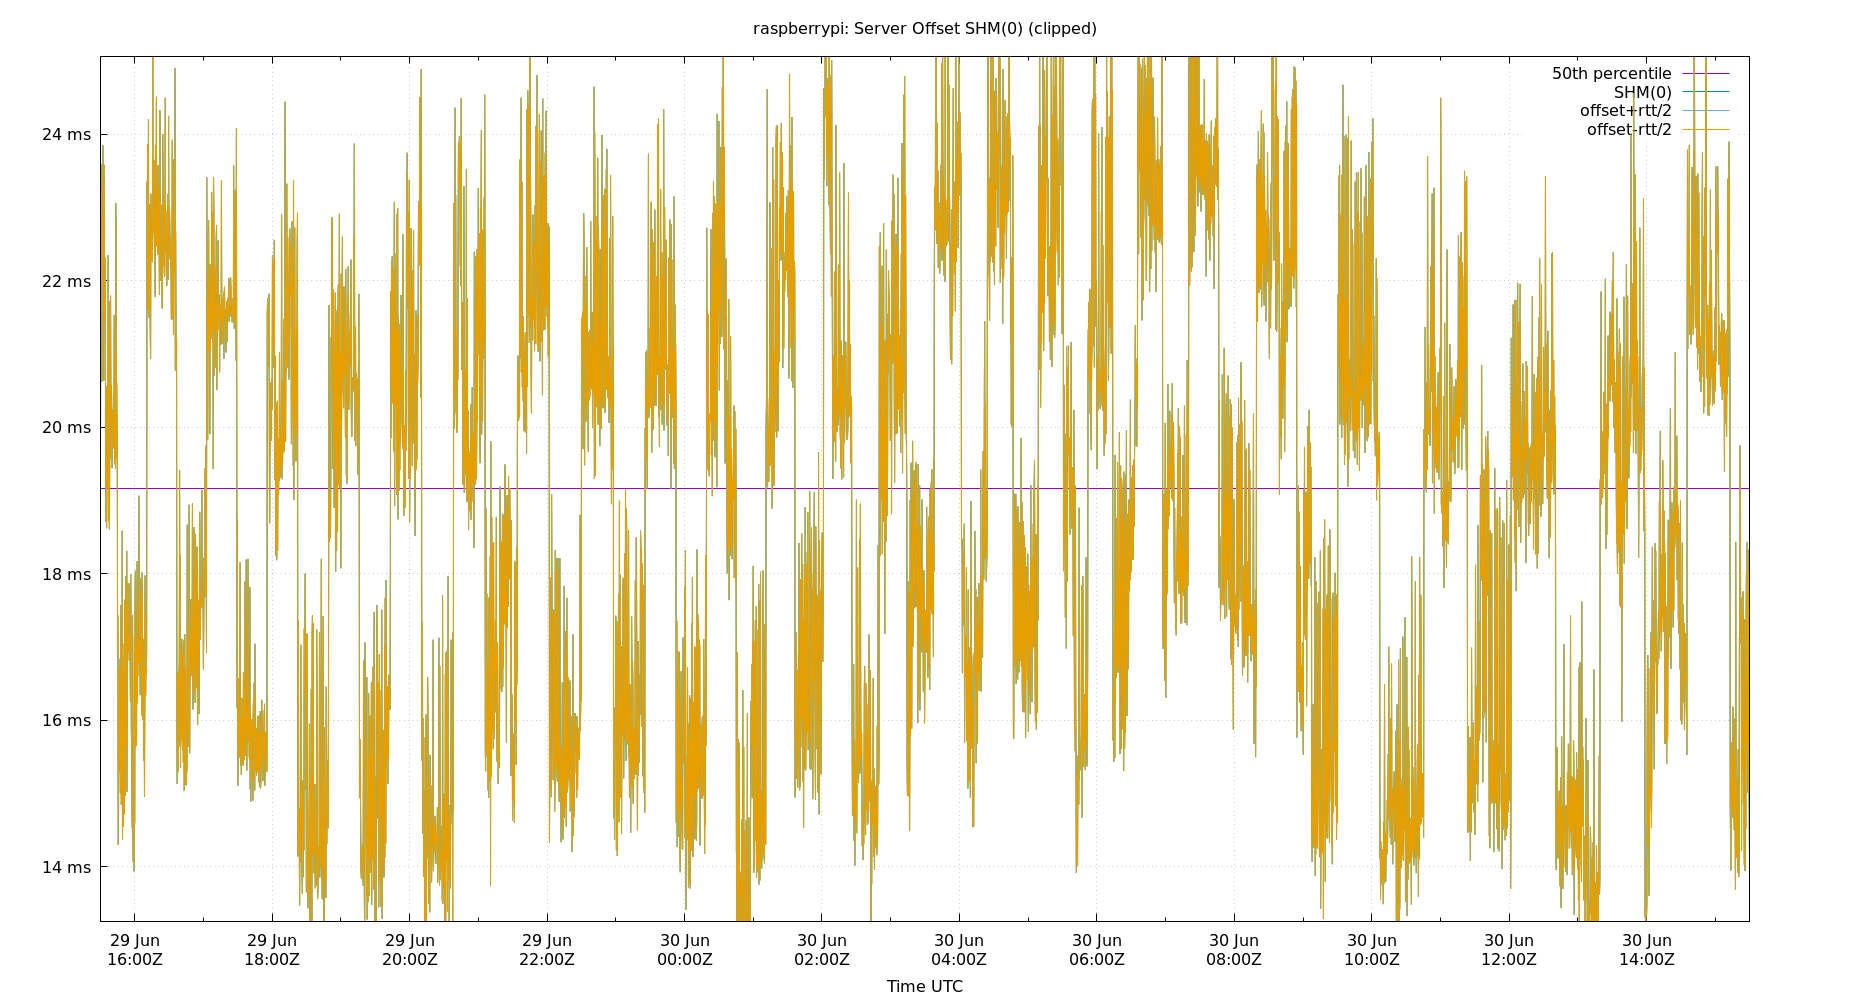 raspberrypi: Server Offset SHM(0) (clipped)
50th percentile
SHM(0)
offset+rtt/2
offset-rtt/2
24 ms
22 ms
20 ms
18 ms
16 ms
14 ms
29 Jun 29 Jun 29 Jun 29 Jun 30 Jun 30 Jun 30 Jun 30 Jun 30 Jun 30 Jun 30 Jun 30 Jun
16:00Z 18:00Z 20:00Z 22:00Z 00:00Z 02:00Z 04:00Z 06:00Z 08:00Z 10:00Z 12:00Z 14:00Z
Time UTC